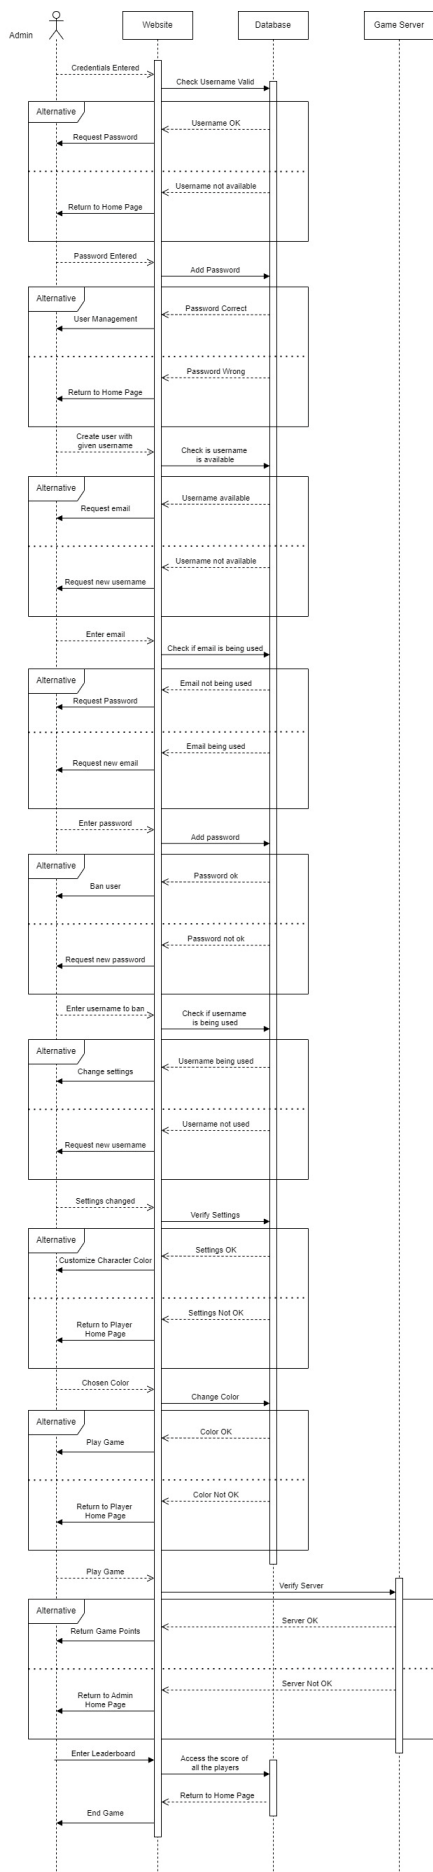 Admin
Website
Database
Game Server
Credentials Entered
Check Username Valid
Alternative
Username OK
Request Password
Username not available
Return to Home Page
Password Entered
Add Password
Alternative
Password Correct
User Management
Password Wrong
Return to Home Page
Create user with
given username
Check is username
is available
Alternative
Username available
Request email
Username not available
Request new username
Enter email
Check if email is being used
Alternative
Email not being used
Request Password
Email being used
Request new email
Enter password
Add password
Alternative
Password ok
Ban user
Password not ok
Request new password
Enter username to ban
Check if username
is being used
Alternative
Username being used
Change settings
Username not used
Request new username
Settings changed
Verify Settings
Alternative
Settings OK
Customize Character Color
Settings Not OK
Return to Player
Home Page
Chosen Color
Change Color
Alternative
Color OK
Play Game
Color Not OK
Return to Player
Home Page
Play Game
Verify Server
Alternative
Server OK
Return Game Points
Server Not OK
Return to Admin
Home Page
Enter Leaderboard
Access the score of
all the players
Return to Home Page
End Game